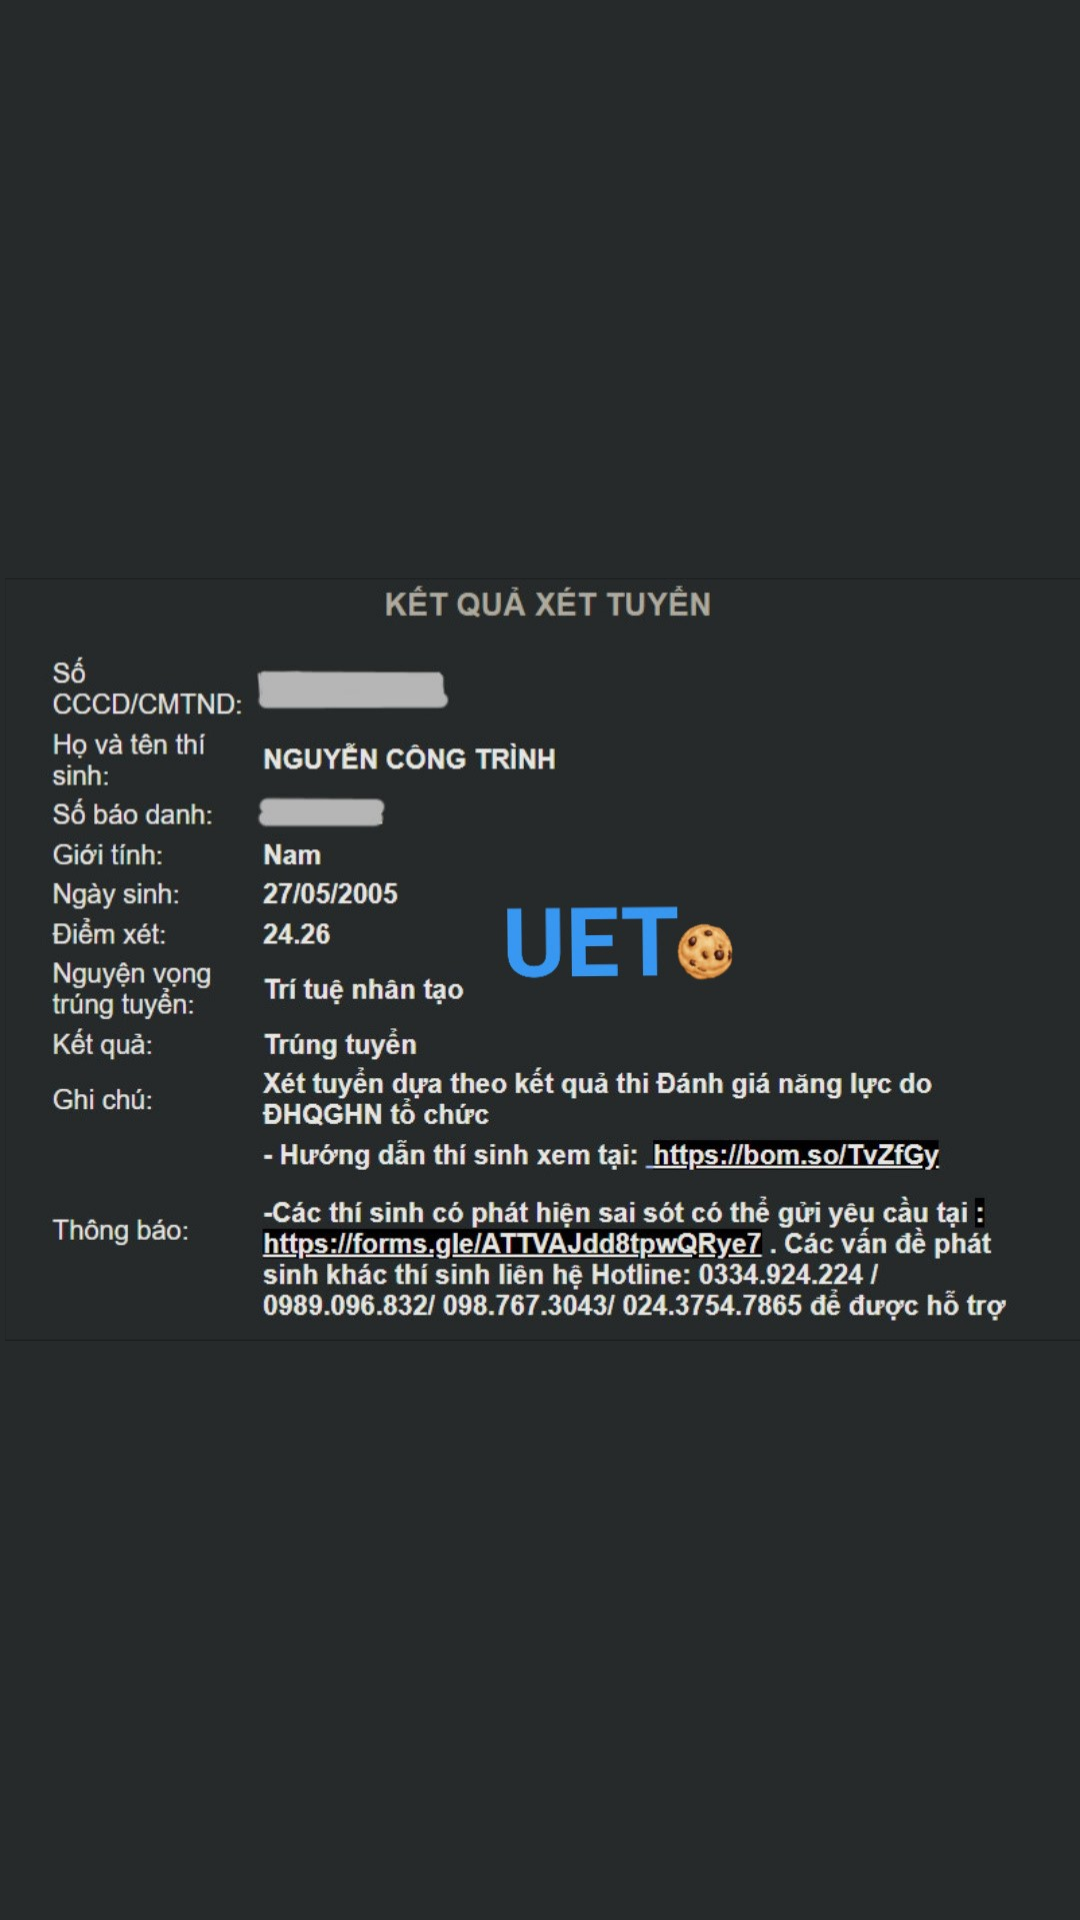 KẾT QUẢ XÉT TUYỂN
Số
CCCD/CMTND:
Họ và tên thí
sinh:
NGUYỄN CÔNG TRÌNH
Số báo danh:
Giới tính:
Nam
Ngày sinh:
27/05/2005
Điểm xét:
24.26
UET
Nguyện vọng
trúng tuyển:
Trí tuệ nhân tạo
Kết quả:
Trúng tuyển
Ghi chú:
Xét tuyển dựa theo kết quả thi Đánh giá năng lực do
ĐHQGHN tổ chức
Thông báo:
- Hướng dẫn thí sinh xem tại: https://bom.so/TvZfGy
-Các thí sinh có phát hiện sai sót có thể gửi yêu cầu tại :
https://forms.gle/ATTVAJdd8tpwQRye7 . Các vấn đề phát
sinh khác thí sinh liên hệ Hotline: 0334.924.224 /
0989.096.832/ 098.767.3043/ 024.3754.7865 để được hỗ trợ